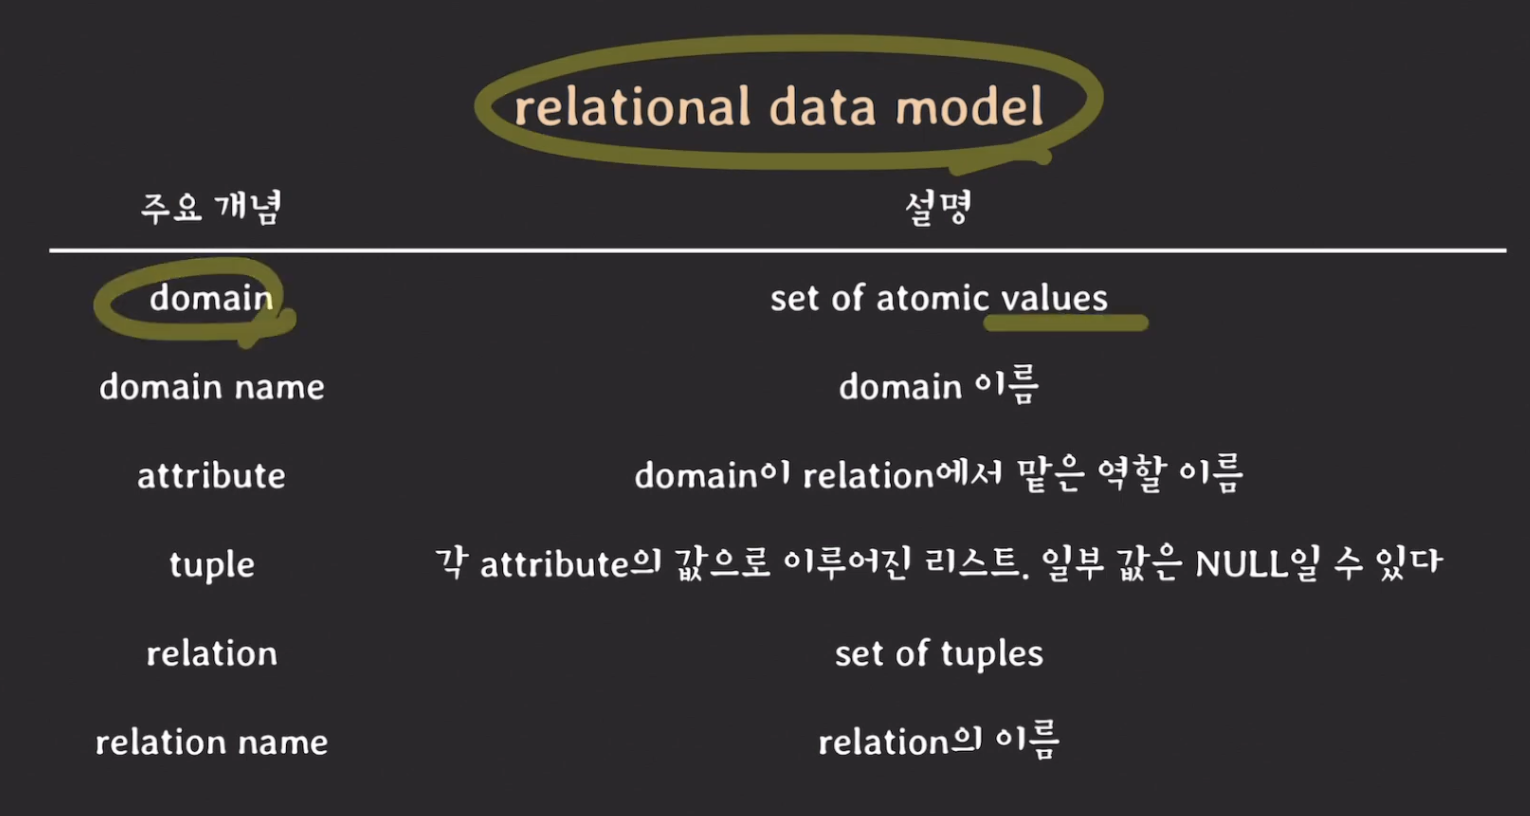 relational data model
주요 개념 설명
domain set of atomic values
domain name domain 이름
attribute domain이 relation에서 맡은 역할 이름
tuple 각 attribute의 값으로 이루어진 리스트. 일부 값은 NULL일 수 있다
relation set of tuples
relation name relation의 이름